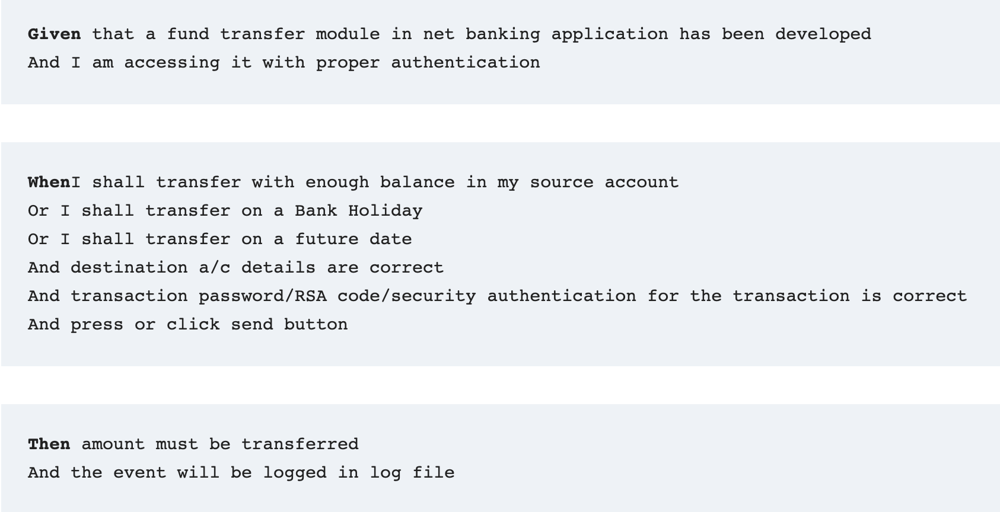 Given that a fund transfer module in net banking application has been developed
And I am accessing it with proper authentication
WhenI shall transfer with enough balance in my source account
Or I shall transfer on a Bank Holiday
Or I shall transfer on a future date
And destination a/c details are correct
And transaction password/RSA code/security authentication for the transaction is correct
And press or click send button
Then amount must be transferred
And the event will be logged in log file